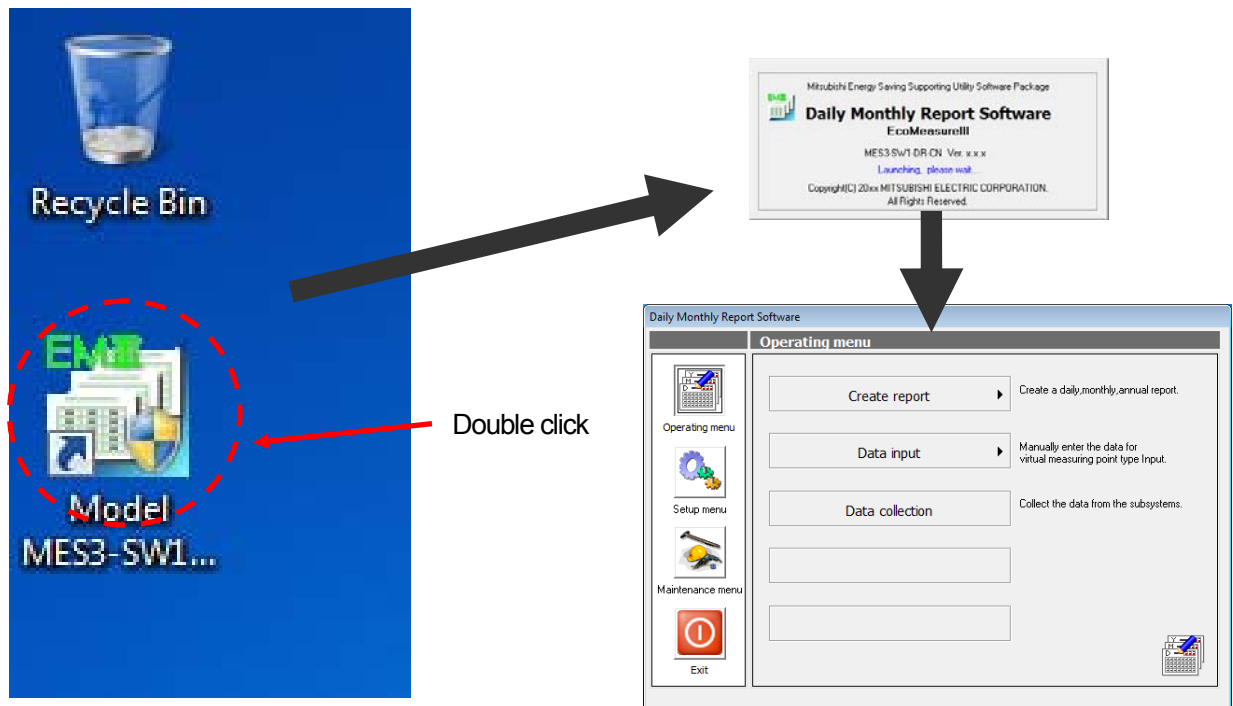 Recycle Bin
EMⅢ
Model
MES3-SW1...
Double click
Mitsubishi Energy Saving Supporting Utility Software Package
EMⅢ
Daily Monthly Report Software
EcoMeasureIII
MES3-SW1-DR-CN Ver. x.x.x
Launching, please wait...
Copyright(C) 20xx MITSUBISHI ELECTRIC CORPORATION.
All Rights Reserved.
Daily Monthly Report Software
Operating menu
Operating menu
Setup menu
Maintenance menu
Exit
Create report
Create a daily,monthly,annual report.
Data input
Manually enter the data for
virtual measuring point type Input.
Data collection
Collect the data from the subsystems.